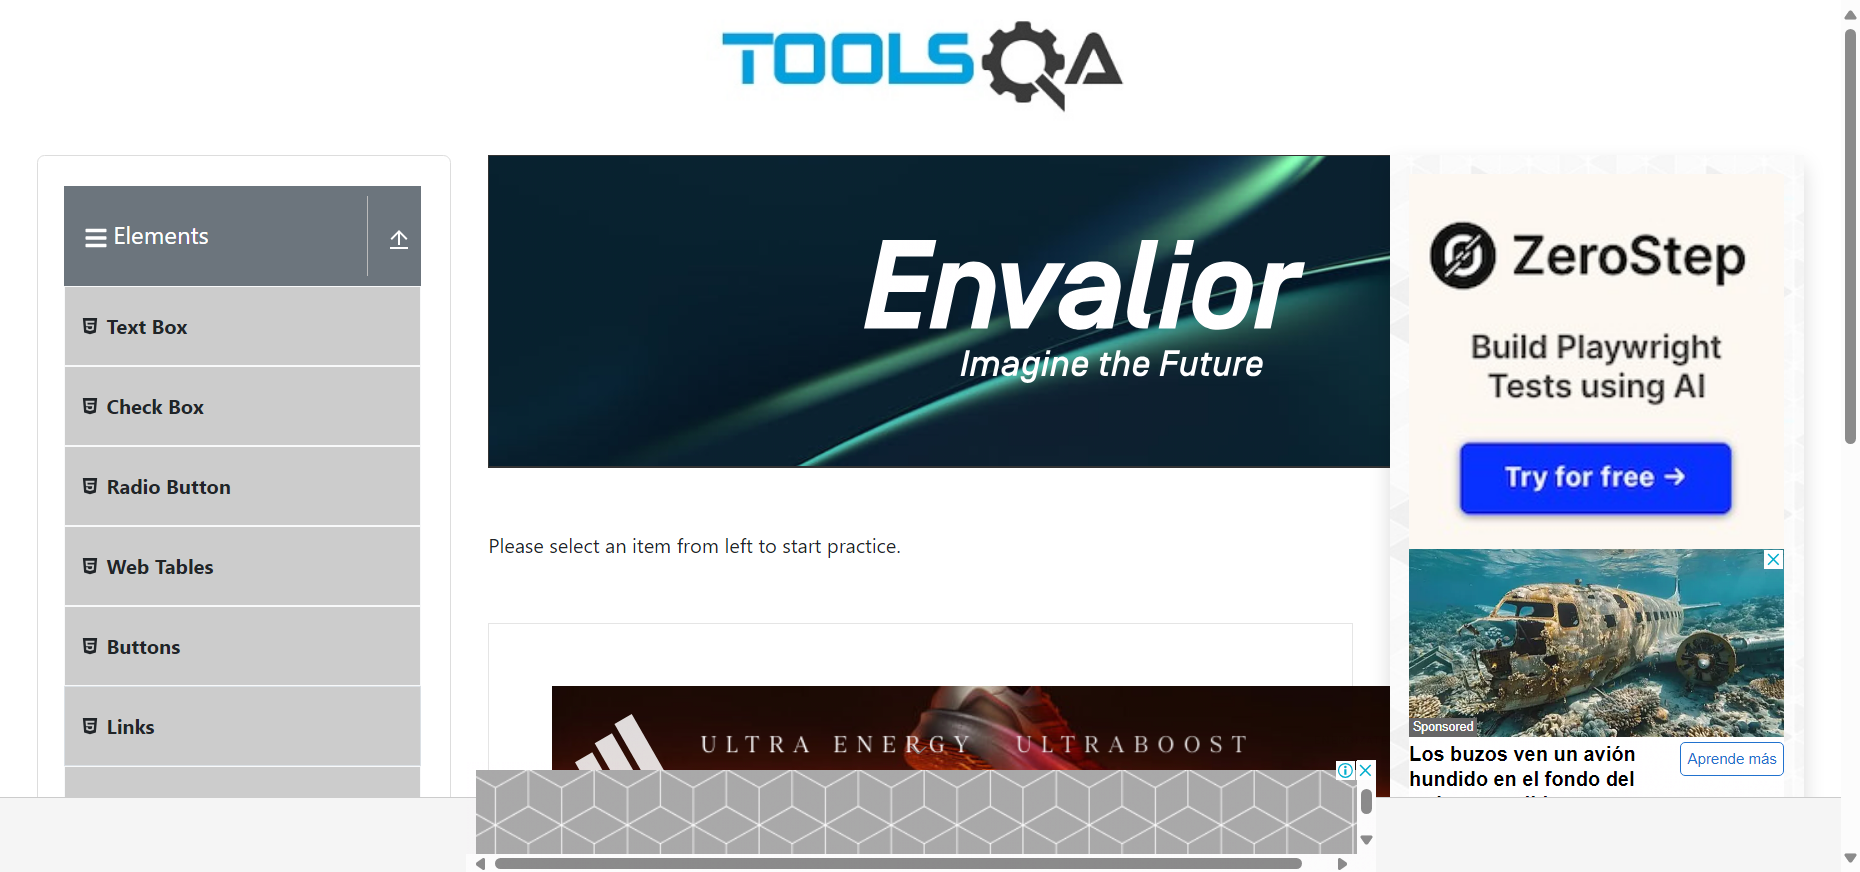 TOOLSQA
Elements
Text Box
Check Box
Radio Button
Web Tables
Buttons
Links
Envalior
Imagine the Future
Please select an item from left to start practice.
ULTRA ENERGY ULTRABOOST
ZeroStep
Build Playwright
Tests using AI
Try for free →
Sponsored
Los buzos ven un avión
hundido en el fondo del
Aprende más